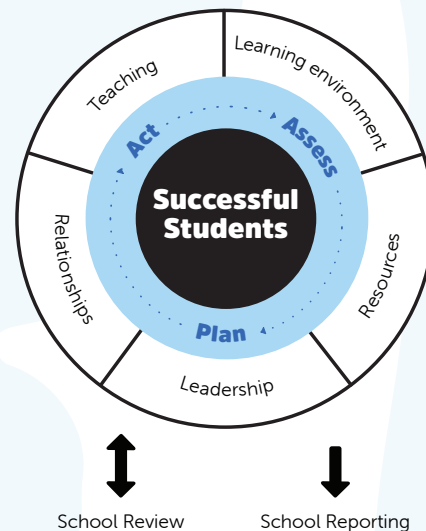 Teaching
Learning environment
Act
Assess
Successful
Students
Relationships
Resources
Plan
Leadership
School Review
School Reporting